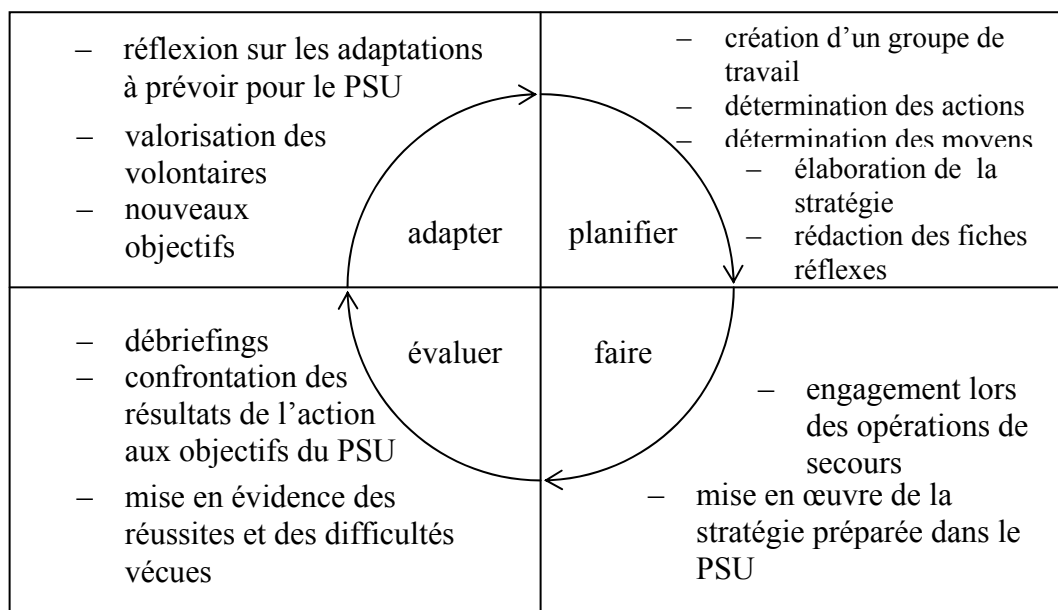 – réflexion sur les adaptations
à prévoir pour le PSU
– valorisation des
volontaires
– nouveaux
objectifs
adapter
– création d’un groupe de
travail
– détermination des actions
– détermination des moyens
– élaboration de la
stratégie
– rédaction des fiches
réflexes
planifier
– débriefings
– confrontation des
résultats de l’action
aux objectifs du PSU
– mise en évidence des
réussites et des difficultés
vécues
évaluer
faire
– engagement lors
des opérations de
secours
– mise en œuvre de la
stratégie préparée dans le
PSU